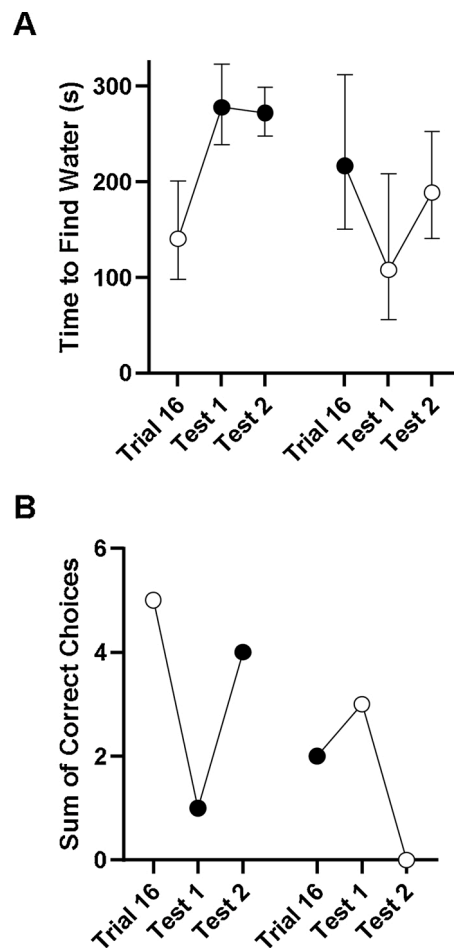 A
Time to Find Water (s)
300
200
100
0
Trial 16
Test 1
Test 2
Trial 16
Test 1
Test 2
B
Sum of Correct Choices
6
4
2
0
Trial 16
Test 1
Test 2
Trial 16
Test 1
Test 2